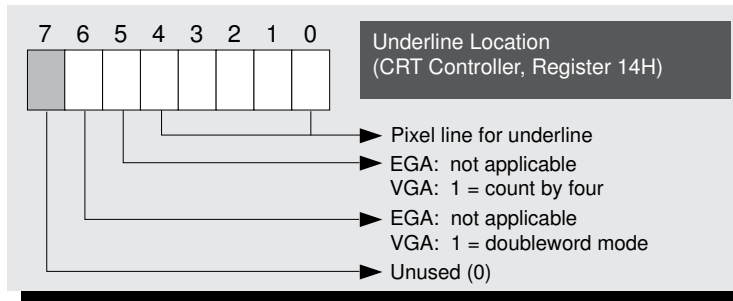 7 6 5 4 3 2 1 0
Underline Location
(CRT Controller, Register 14H)
Pixel line for underline
EGA: not applicable
VGA: 1 = count by four
EGA: not applicable
VGA: 1 = doubleword mode
Unused (0)